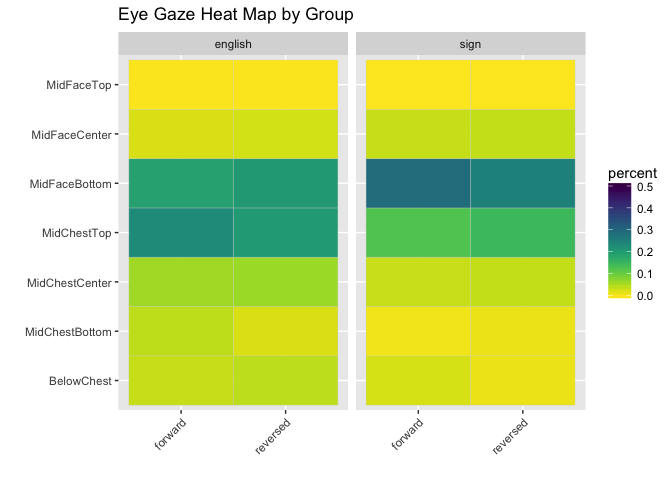 Eye Gaze Heat Map by Group
english
sign
MidFaceTop
MidFaceCenter
MidFaceBottom
MidChestTop
MidChestCenter
MidChestBottom
BelowChest
forward
reversed
forward
reversed
percent
0.5
0.4
0.3
0.2
0.1
0.0